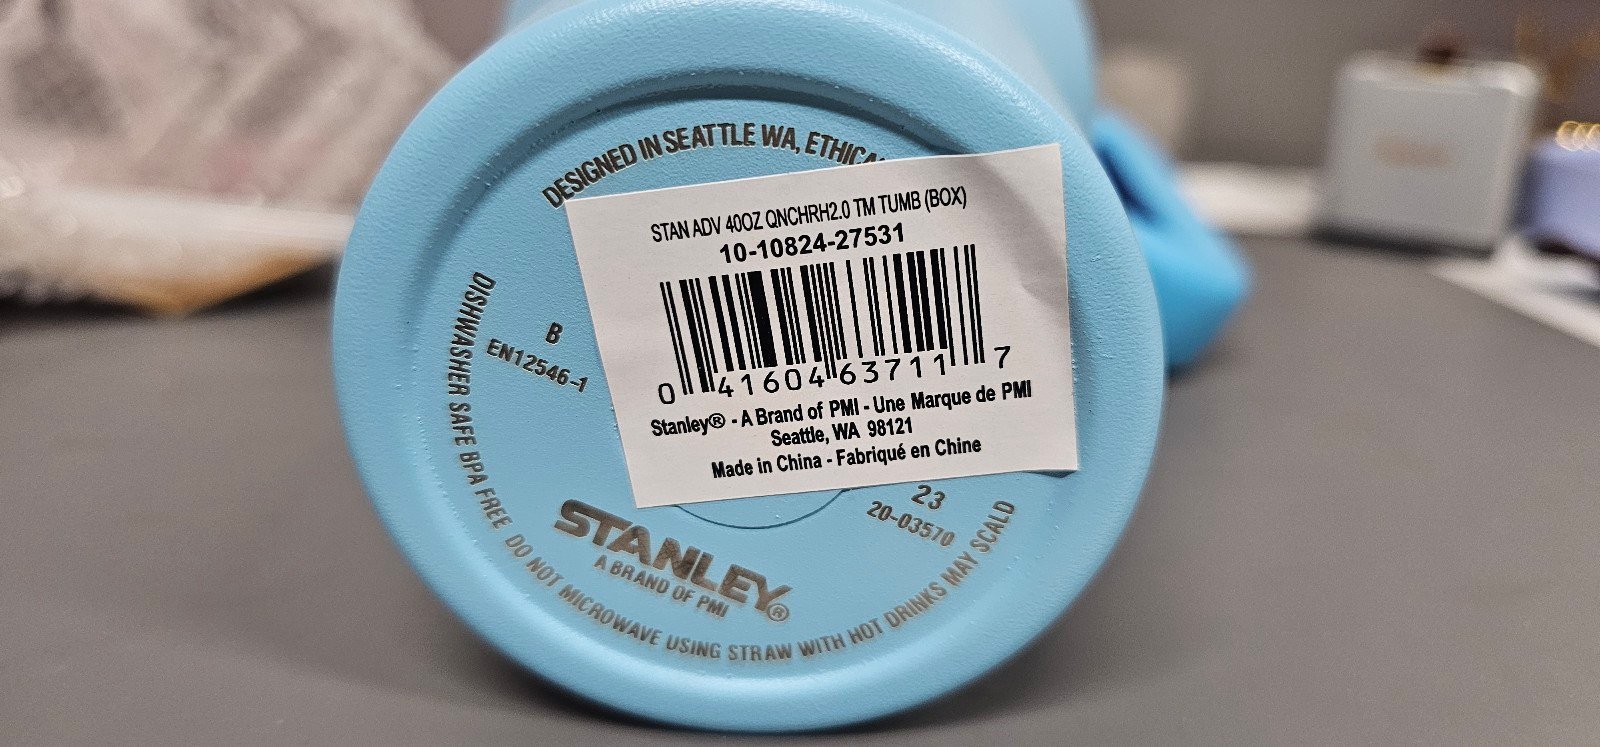 DESIGNED IN SEATTLE WA,
STAN ADV 40OZ QNCHRH2.0 TM TUMB (BOX)
10-10824-27531
0 41604 63711 7
Stanley® - A Brand of PMI - Une Marque de PMI
Seattle, WA 98121
Made in China - Fabriqué en Chine
B
EN12546-1
23
20-03570
STANLEY®
A BRAND OF PMI
DISHWASHER SAFE BPA FREE DO NOT MICROWAVE USING STRAW WITH HOT DRINKS MAY SCALD